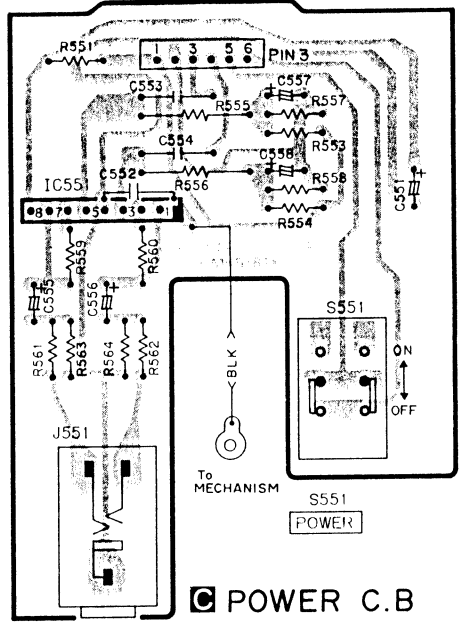 R551
1 3 5 6
PIN3
C553
C557
R555
R557
R553
C554
C558
R556
R558
R554
C551
C552
IC551
8 7 5 3 1
R559
R560
C555
C556
R561
R563
R564
R562
BLK
S551
ON
OFF
J551
To
MECHANISM
S551
POWER
C POWER C.B